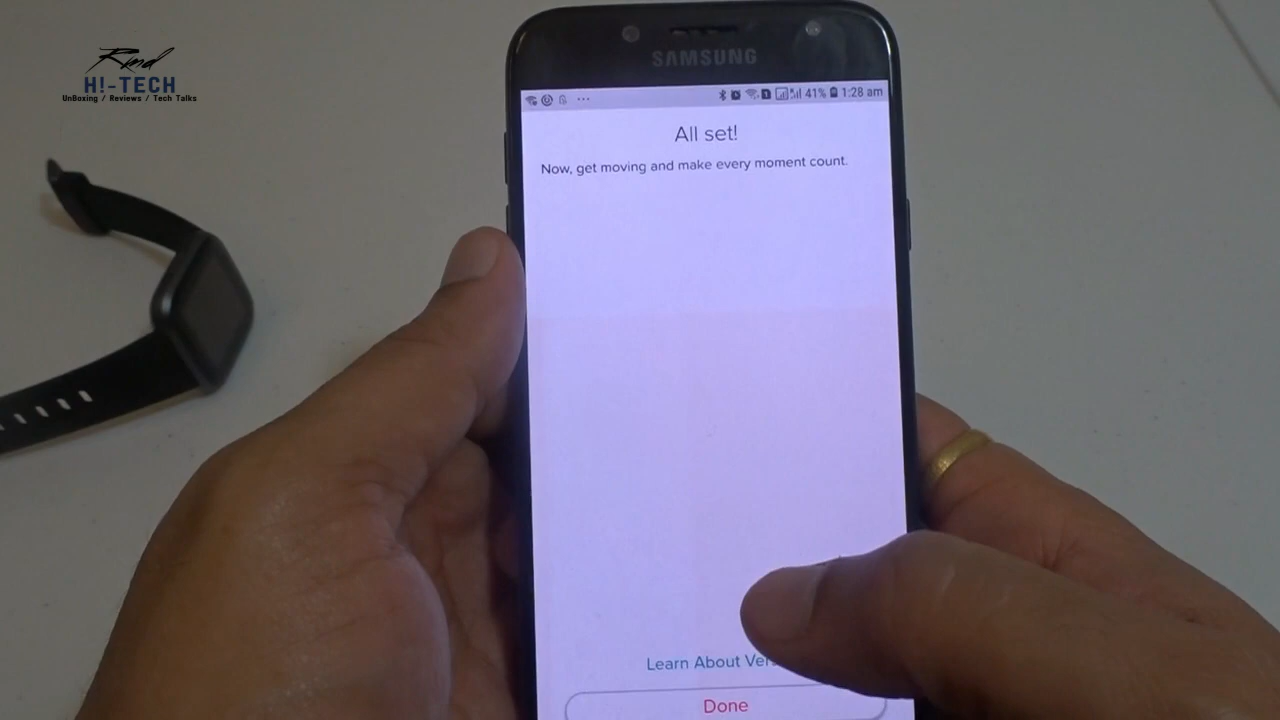 Rmd
H!-TECH
UnBoxing / Reviews / Tech Talks
SAMSUNG
41% 1:28 am
All set!
Now, get moving and make every moment count.
Learn About
Done